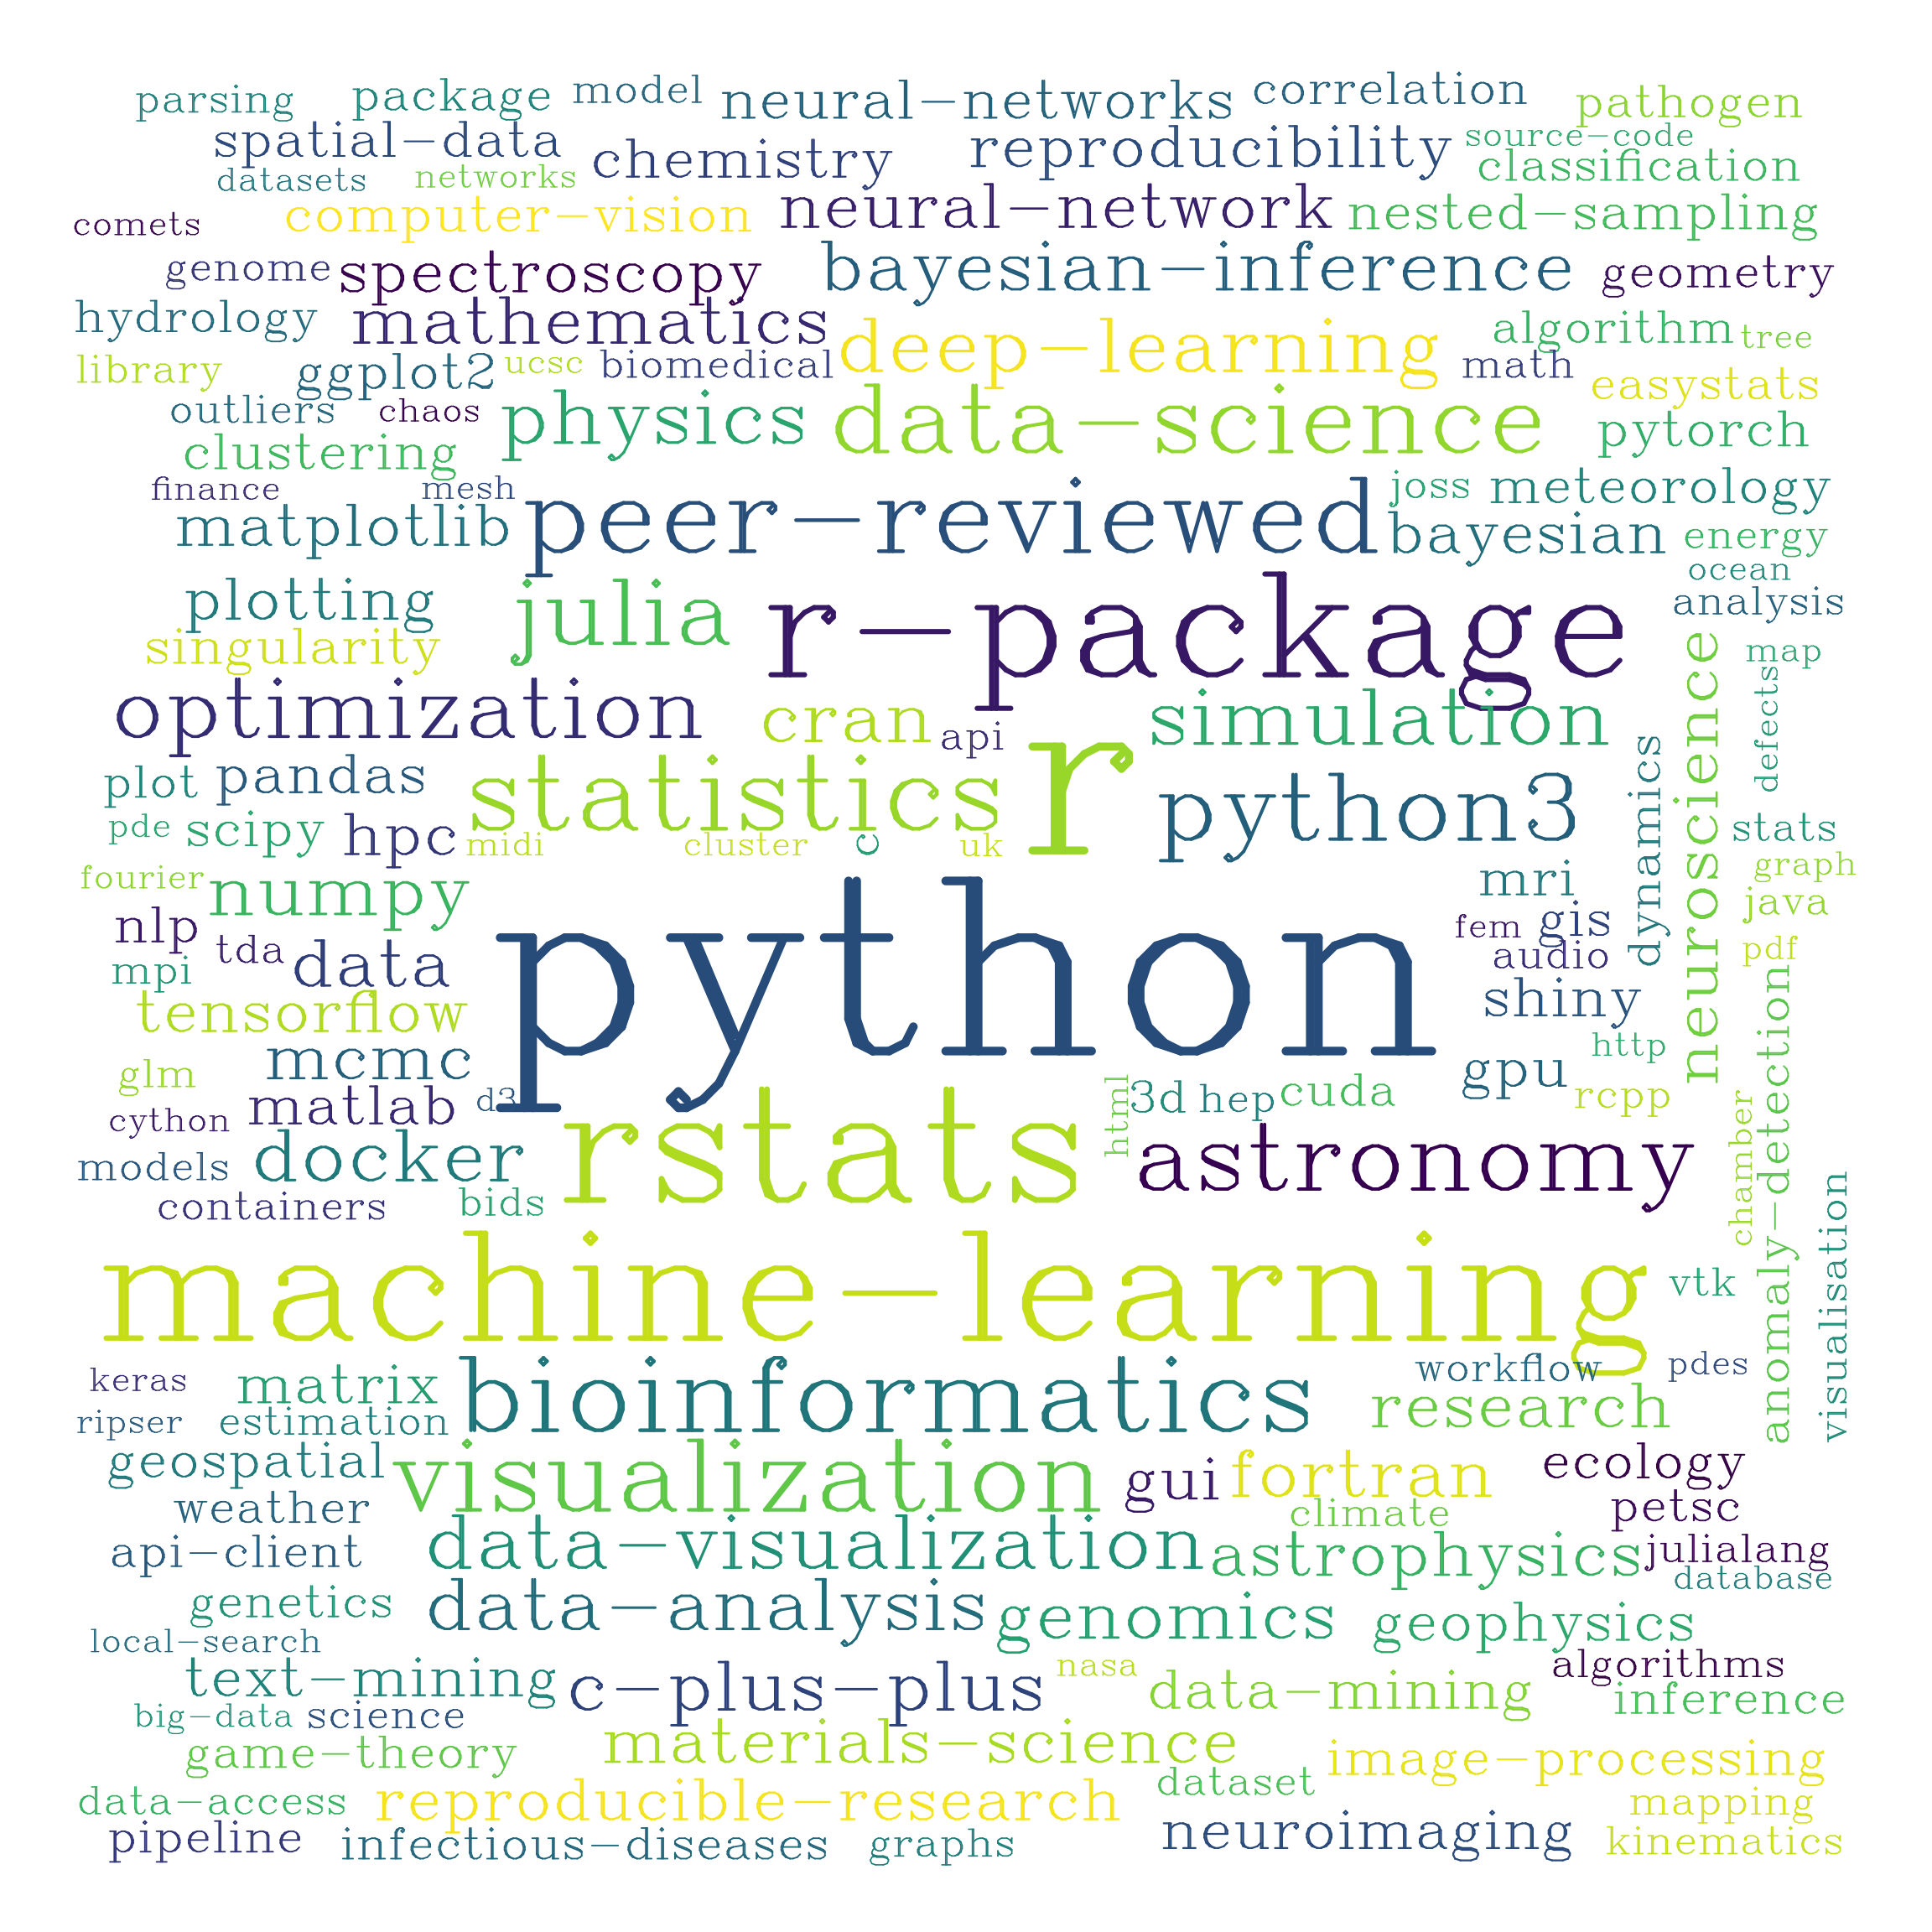 parsing package model neural-networks correlation pathogen
spatial-data chemistry reproducibility source-code
datasets networks classification
comets computer-vision neural-network nested-sampling
genome spectroscopy bayesian-inference geometry
hydrology mathematics deep-learning algorithm tree
library ggplot2 ucsc biomedical math easystats
outliers chaos physics data-science pytorch
clustering
finance mesh peer-reviewed joss meteorology
matplotlib bayesian energy
ocean
plotting julia r-package analysis
singularity neuroscience map
optimization cran api simulation defects
plot pandas statistics r python3 dynamics
pde scipy hpc midi cluster c uk stats
fourier numpy mri graph
nlp tda data python fem gis java
mpi audio pdf
tensorflow shiny
mcmc http
glm gpu
cython matlab d3 rstats html 3d hep cuda rcpp
models docker astronomy chamber anomaly-detection
containers bids visualisation
machine-learning vtk
keras matrix bioinformatics workflow pdes
ripser estimation research
geospatial visualization gui fortran ecology
weather climate petsc
api-client data-visualization astrophysics julialang
database
genetics data-analysis genomics geophysics
local-search
text-mining c-plus-plus nasa data-mining algorithms
big-data science inference
game-theory materials-science image-processing
data-access reproducible-research dataset mapping
pipeline infectious-diseases graphs neuroimaging kinematics